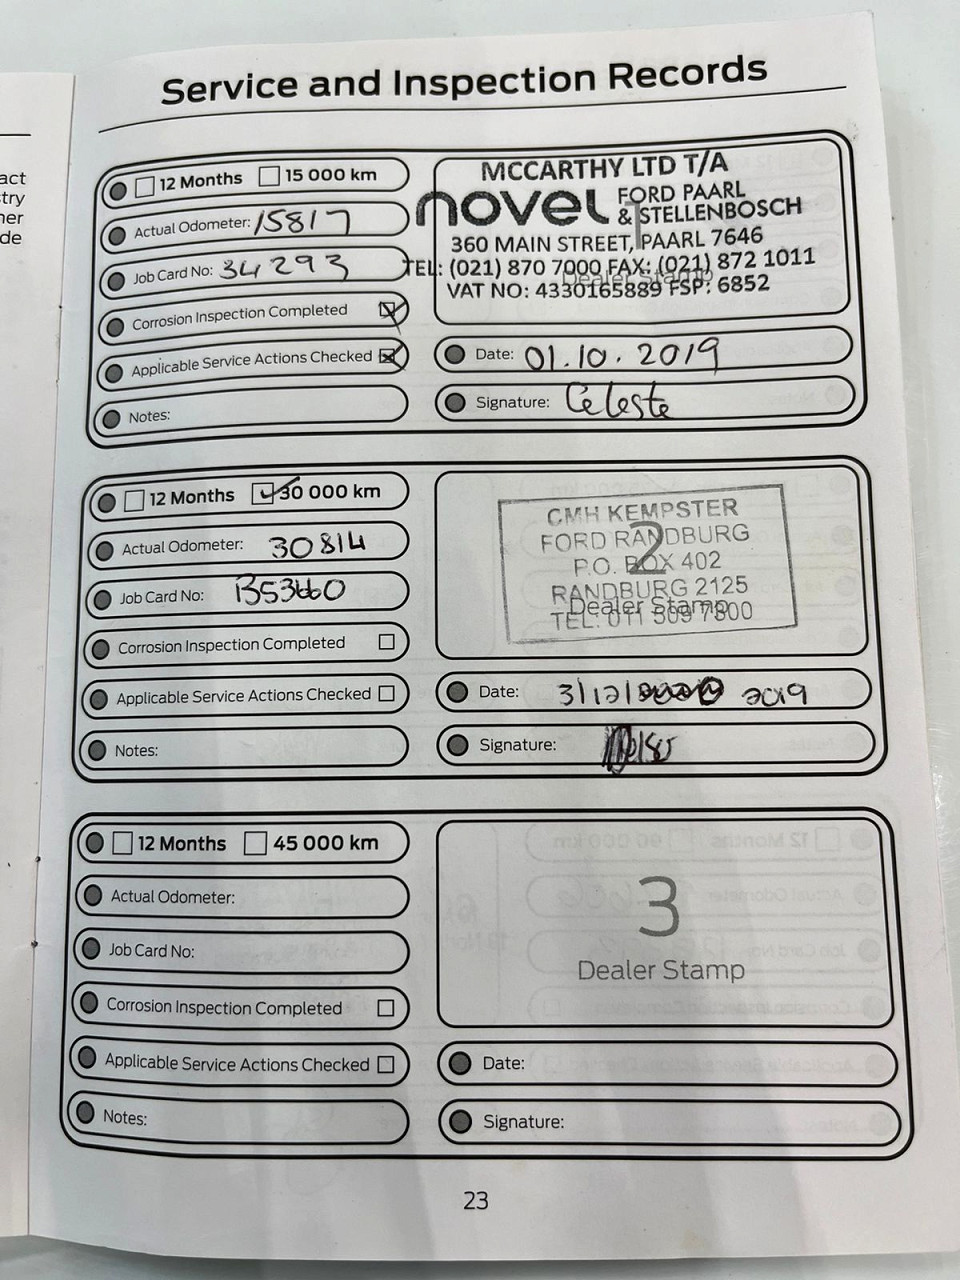 act
try
ner
de
Service and Inspection Records
12 Months 15 000 km
Actual Odometer: 15817
Job Card No: 34293
Corrosion Inspection Completed
Applicable Service Actions Checked
Notes:
MCCARTHY LTD T/A
novel FORD PAARL
& STELLENBOSCH
360 MAIN STREET, PAARL 7646
TEL: (021) 870 7000 FAX: (021) 872 1011
VAT NO: 4330165889 FSP: 6852
1
Dealer Stamp
Date: 01.10.2019
Signature: Celeste
12 Months 30 000 km
Actual Odometer: 30814
Job Card No:
Corrosion Inspection Completed
Applicable Service Actions Checked
Notes:
CMH KEMPSTER
FORD RANDBURG
P.O. BOX 402
RANDBURG 2125
TEL: 011 809 7800
2
Dealer Stamp
Date: 3/12/ 2019
Signature:
12 Months 45 000 km
Actual Odometer:
Job Card No:
Corrosion Inspection Completed
Applicable Service Actions Checked
Notes:
3
Dealer Stamp
Date:
Signature:
23